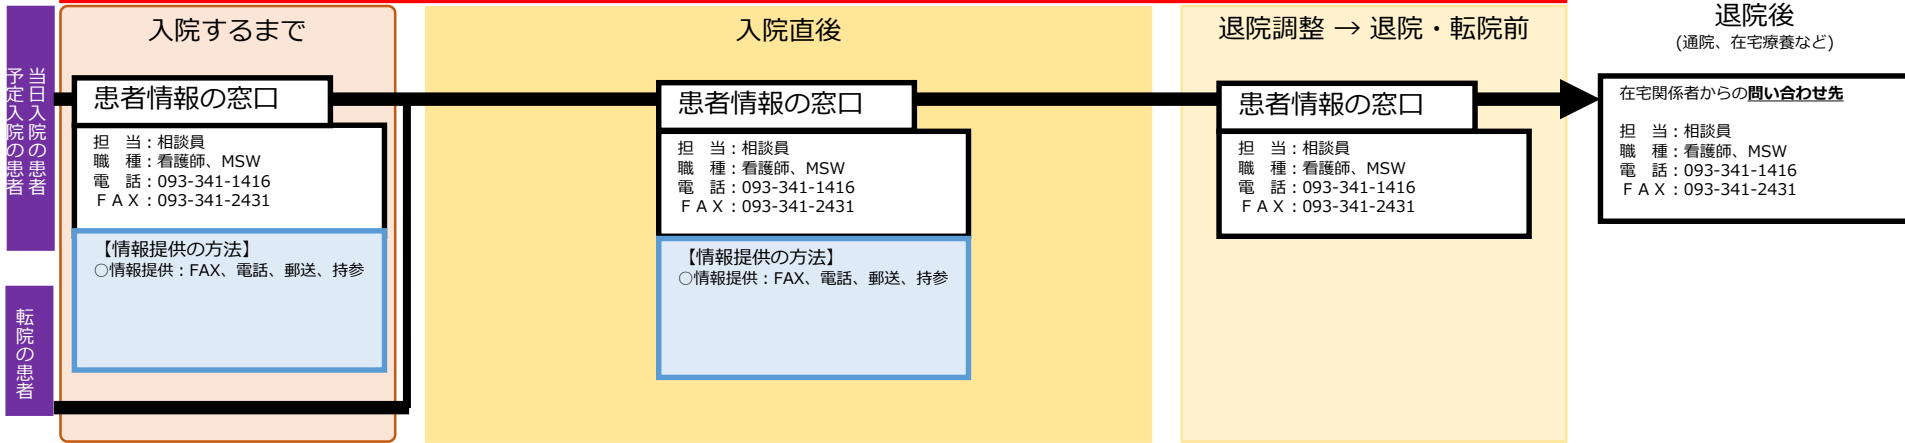 当日入院の患者
予定入院の患者
転院の患者
入院するまで
患者情報の窓口
担　当：相談員
職　種：看護師、MSW
電　話：093-341-1416
ＦＡＸ：093-341-2431
【情報提供の方法】
○情報提供：FAX、電話、郵送、持参
入院直後
患者情報の窓口
担　当：相談員
職　種：看護師、MSW
電　話：093-341-1416
ＦＡＸ：093-341-2431
【情報提供の方法】
○情報提供：FAX、電話、郵送、持参
退院調整 → 退院・転院前
患者情報の窓口
担　当：相談員
職　種：看護師、MSW
電　話：093-341-1416
ＦＡＸ：093-341-2431
退院後
(通院、在宅療養など)
在宅関係者からの問い合わせ先
担　当：相談員
職　種：看護師、MSW
電　話：093-341-1416
ＦＡＸ：093-341-2431